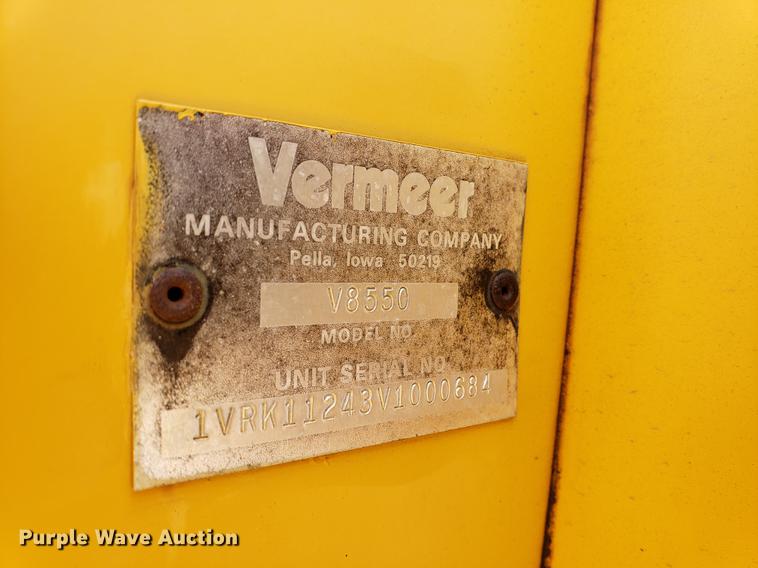 Vermeer
MANUFACTURING COMPANY
Pella, Iowa 50219
V8550
MODEL NO.
UNIT SERIAL NO.
1VRK11243V1000684
Purple Wave Auction